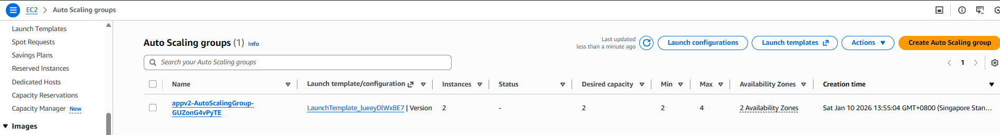 EC2 > Auto Scaling groups
Launch Templates
Spot Requests
Savings Plans
Reserved Instances
Dedicated Hosts
Capacity Reservations
Capacity Manager New
Images
Auto Scaling groups (1) Info
Last updated
less than a minute ago
Launch configurations
Launch templates
Actions
Create Auto Scaling group
Search your Auto Scaling groups
1
Name Launch template/configuration Instances Status Desired capacity Min Max Availability Zones Creation time
appv2-AutoScalingGroup-
GUZonG4vPyTE
LaunchTemplate_lueeyDlWxBE7 | Version 2 - 2 2 4 2 Availability Zones Sat Jan 10 2026 13:55:04 GMT+0800 (Singapore Stan...